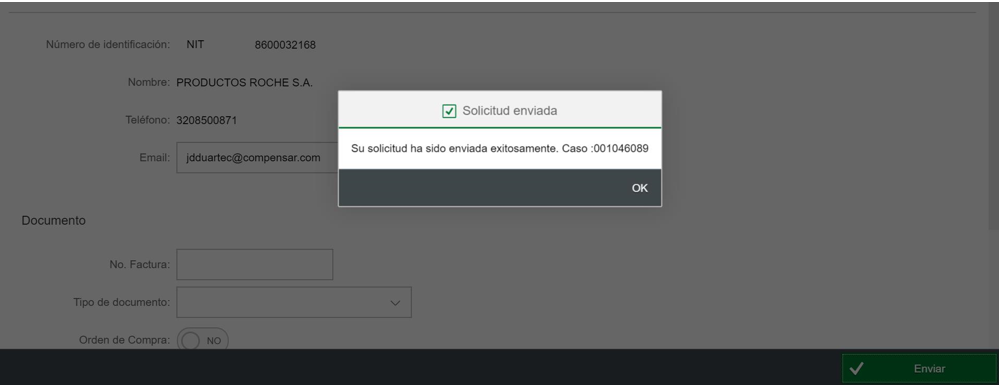 Número de identificación: NIT 8600032168
Nombre: PRODUCTOS ROCHE S.A.
Teléfono: 3208500871
Email: jdduartec@compensar.com
Solicitud enviada
Su solicitud ha sido enviada exitosamente. Caso :001046089
OK
Documento
No. Factura:
Tipo de documento:
Orden de Compra: NO
Enviar